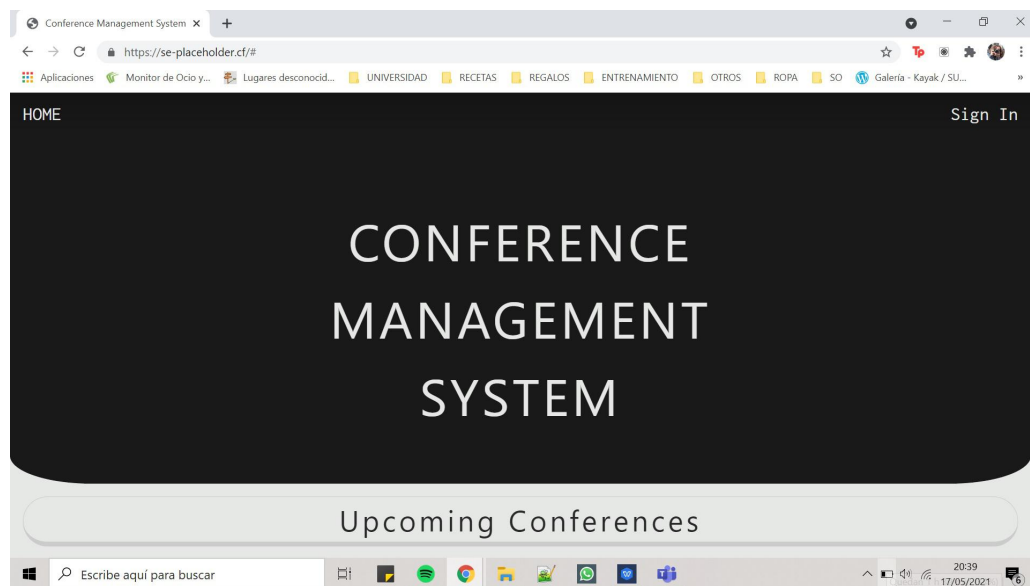 Conference Management System
https://se-placeholder.cf/#
Aplicaciones Monitor de Ocio y... Lugares desconocid... UNIVERSIDAD RECETAS REGALOS ENTRENAMIENTO OTROS ROPA SO Galería - Kayak / SU... »
HOME Sign In
CONFERENCE
MANAGEMENT
SYSTEM
Upcoming Conferences
Escribe aquí para buscar
20:39
17/05/2021